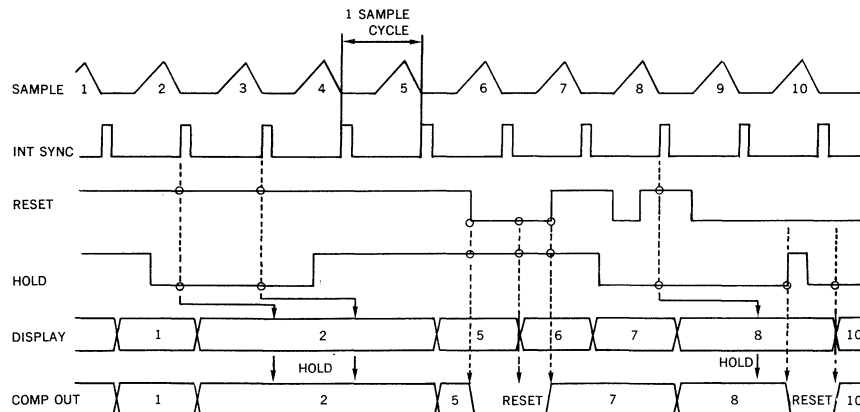 1 SAMPLE
CYCLE
SAMPLE 1 2 3 4 5 6 7 8 9 10
INT SYNC
RESET
HOLD
DISPLAY 1 2 5 6 7 8 10
HOLD HOLD
COMP OUT 1 2 5 RESET 7 8 RESET 10